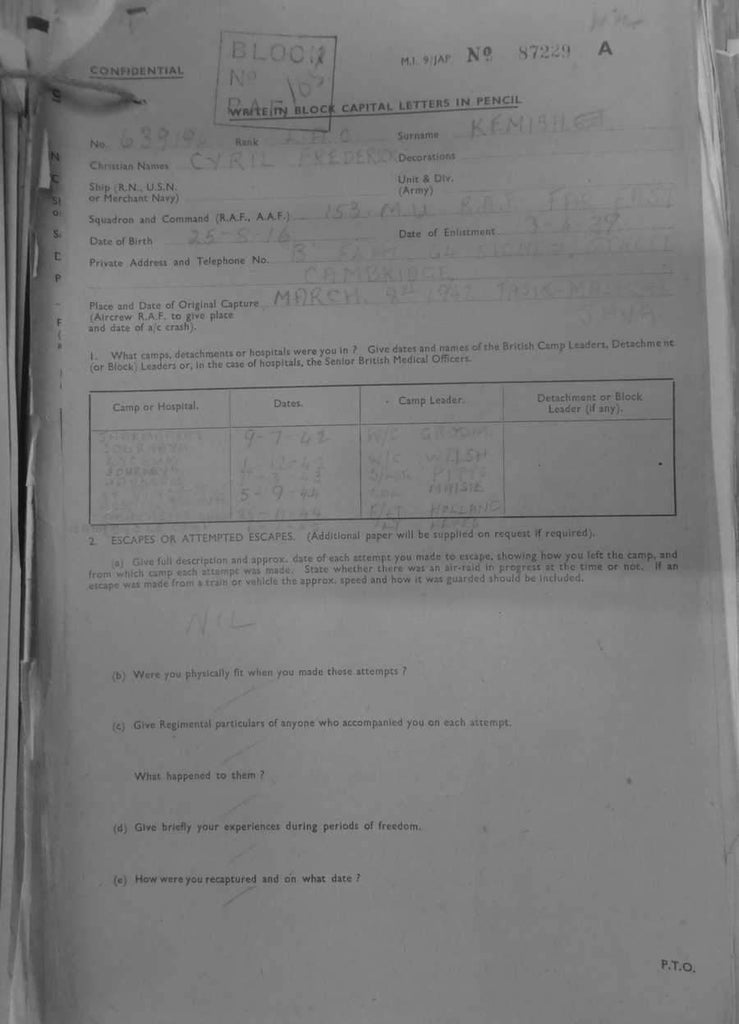 BLOCK
M.I. 9/JAP. No 87229 A
CONFIDENTIAL
No
R.A.F.
WRITE IN BLOCK CAPITAL LETTERS IN PENCIL
No. Rank Surname
Christian Names CYRIL FREDERICK Decorations
Ship (R.N., U.S.N. or Merchant Navy) Unit & Div. (Army)
Squadron and Command (R.A.F., A.A.F.) 153 M.U R.A.F FAR EAST
Date of Birth 25-5-16 Date of Enlistment
Private Address and Telephone No.
CAMBRIDGE
Place and Date of Original Capture MARCH 1942
(Aircrew R.A.F. to give place JAVA
and date of a/c crash).
1. What camps, detachments or hospitals were you in ? Give dates and names of the British Camp Leaders, Detachment
(or Block) Leaders or, in the case of hospitals, the Senior British Medical Officers.
Camp or Hospital. Dates. Camp Leader. Detachment or Block Leader (if any).
9-7-42 W/C GROOM
W/C WELSH
5-9-44
HOLLAND
2. ESCAPES OR ATTEMPTED ESCAPES. (Additional paper will be supplied on request if required).
(a) Give full description and approx. date of each attempt you made to escape, showing how you left the camp, and
from which camp each attempt was made. State whether there was an air-raid in progress at the time or not. If an
escape was made from a train or vehicle the approx. speed and how it was guarded should be included.
NIL
(b) Were you physically fit when you made these attempts ?
(c) Give Regimental particulars of anyone who accompanied you on each attempt.
What happened to them ?
(d) Give briefly your experiences during periods of freedom.
(e) How were you recaptured and on what date ?
P.T.O.